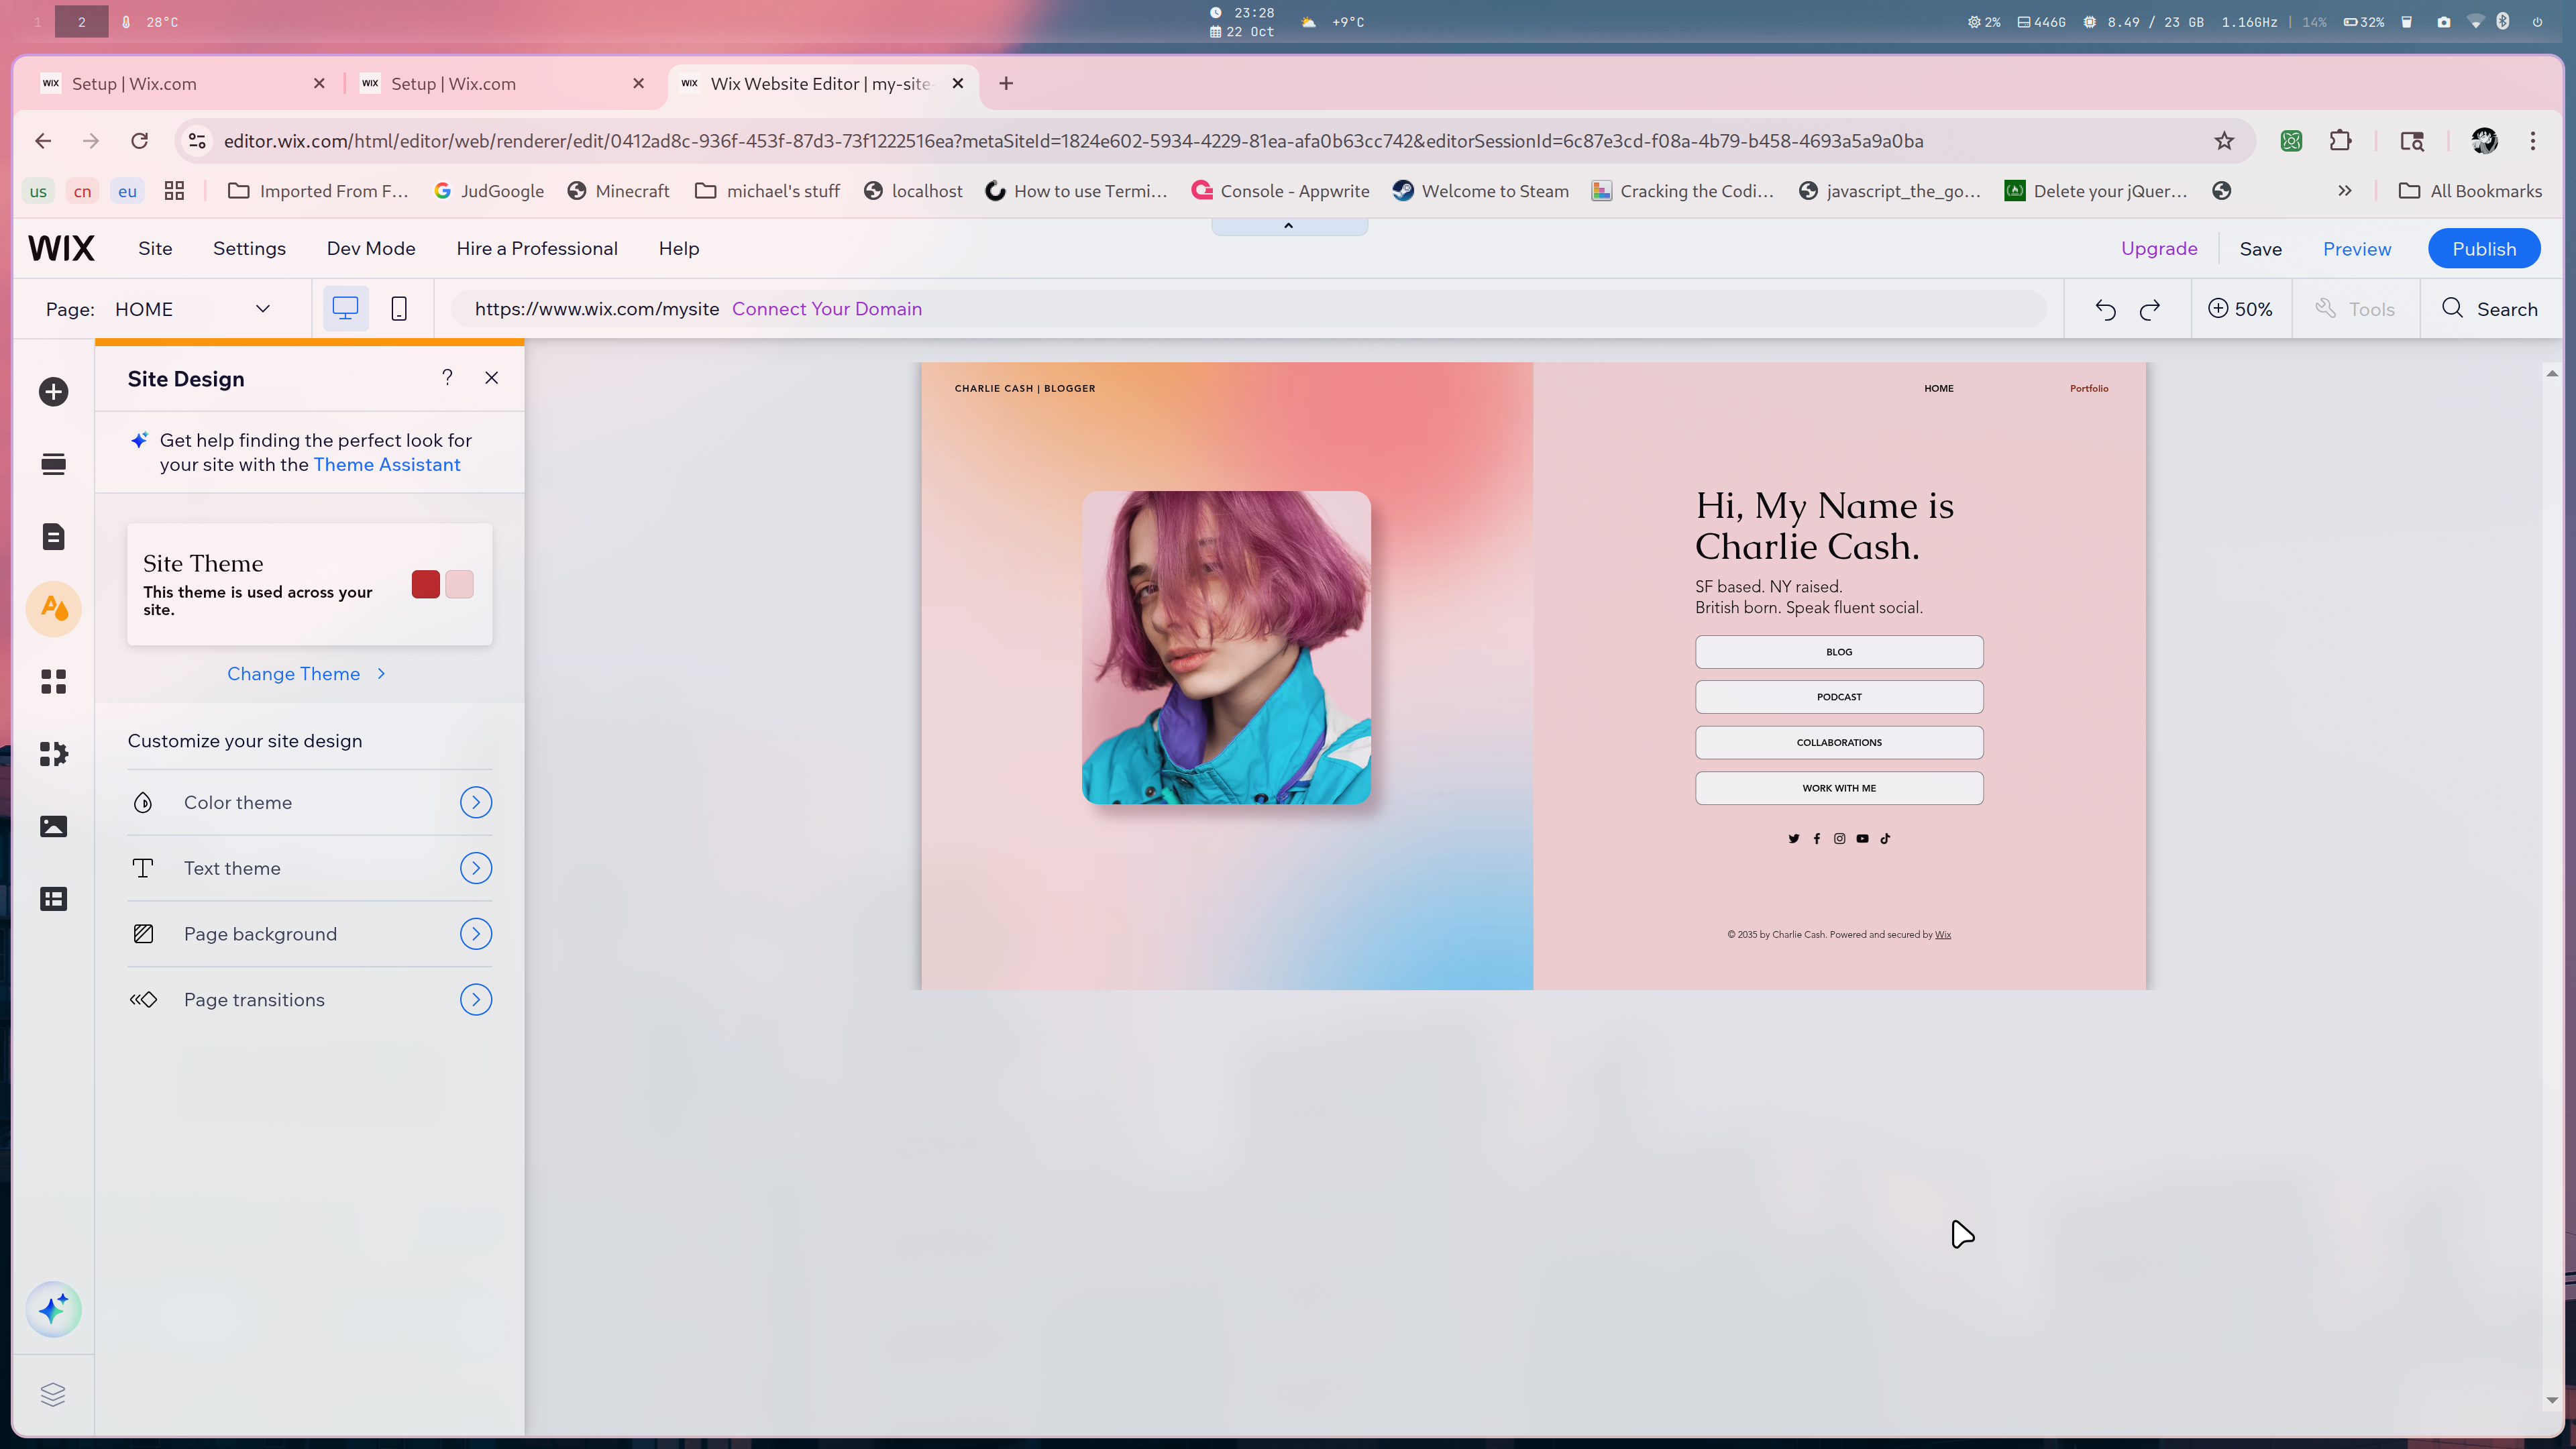 1
2
28°C
23:28
22 Oct
+9°C
2%
446G
8.49 / 23 GB
1.16GHz
14%
32%
WIX Setup | Wix.com
WIX Setup | Wix.com
WIX Wix Website Editor | my-site-
editor.wix.com/html/editor/web/renderer/edit/0412ad8c-936f-453f-87d3-73f1222516ea?metaSiteId=1824e602-5934-4229-81ea-afa0b63cc742&editorSessionId=6c87e3cd-f08a-4b79-b458-4693a5a9a0ba
us
cn
eu
Imported From F…
JudGoogle
Minecraft
michael's stuff
localhost
How to use Termi…
Console - Appwrite
Welcome to Steam
Cracking the Codi…
javascript_the_go…
Delete your jQuer…
All Bookmarks
WIX
Site
Settings
Dev Mode
Hire a Professional
Help
Upgrade
Save
Preview
Publish
Page: HOME
https://www.wix.com/mysite Connect Your Domain
50%
Tools
Search
Site Design
?
Get help finding the perfect look for
your site with the Theme Assistant
Site Theme
This theme is used across your
site.
Change Theme
Customize your site design
Color theme
Text theme
Page background
Page transitions
CHARLIE CASH | BLOGGER
HOME
Portfolio
Hi, My Name is
Charlie Cash.
SF based. NY raised.
British born. Speak fluent social.
BLOG
PODCAST
COLLABORATIONS
WORK WITH ME
© 2035 by Charlie Cash. Powered and secured by Wix